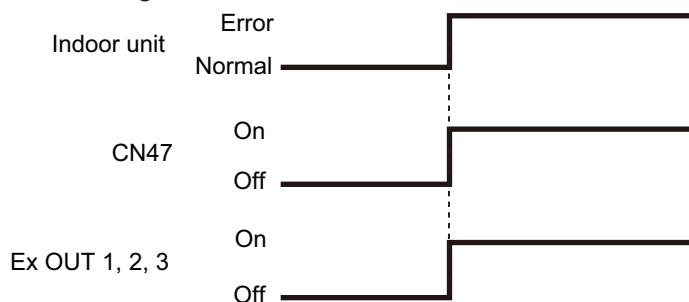 Error
Indoor unit
Normal
On
CN47
Off
On
Ex OUT 1, 2, 3
Off